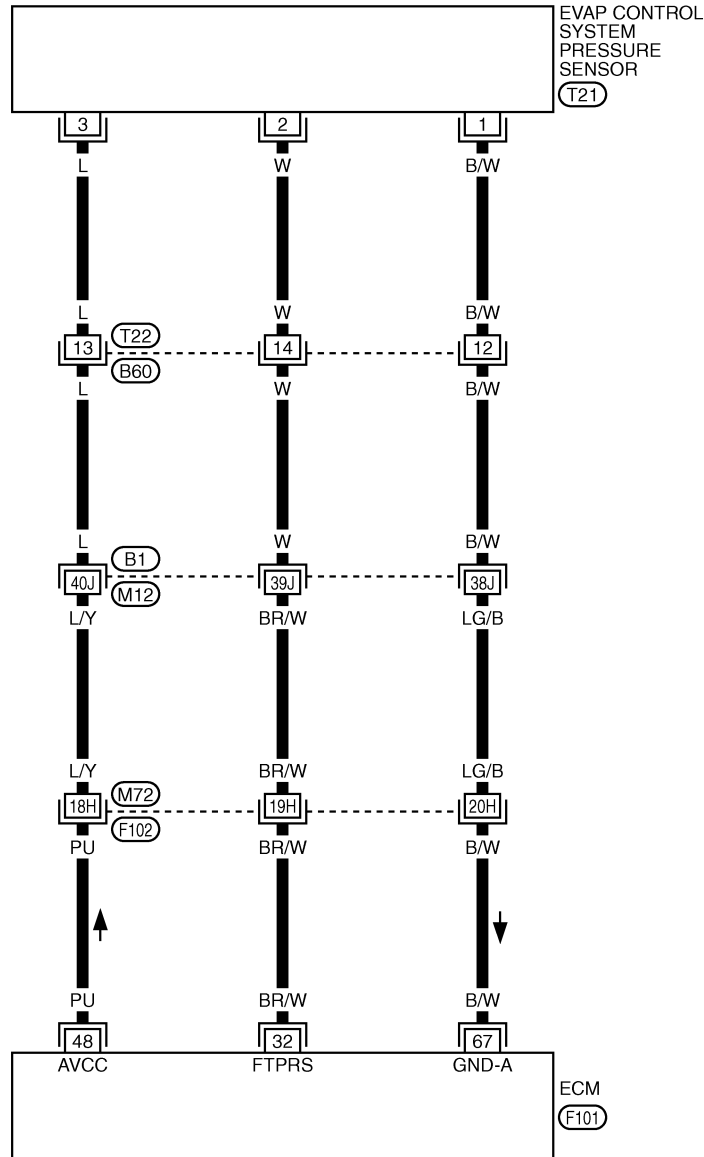 EVAP CONTROL
SYSTEM
PRESSURE
SENSOR
T21
3 2 1
L W B/W
L W B/W
T22
13 14 12
B60
L W B/W
L W B/W
B1
40J 39J 38J
M12
L/Y BR/W LG/B
L/Y BR/W LG/B
M72
18H 19H 20H
F102
PU BR/W B/W
PU BR/W B/W
48 32 67
AVCC FTPRS GND-A
ECM
F101